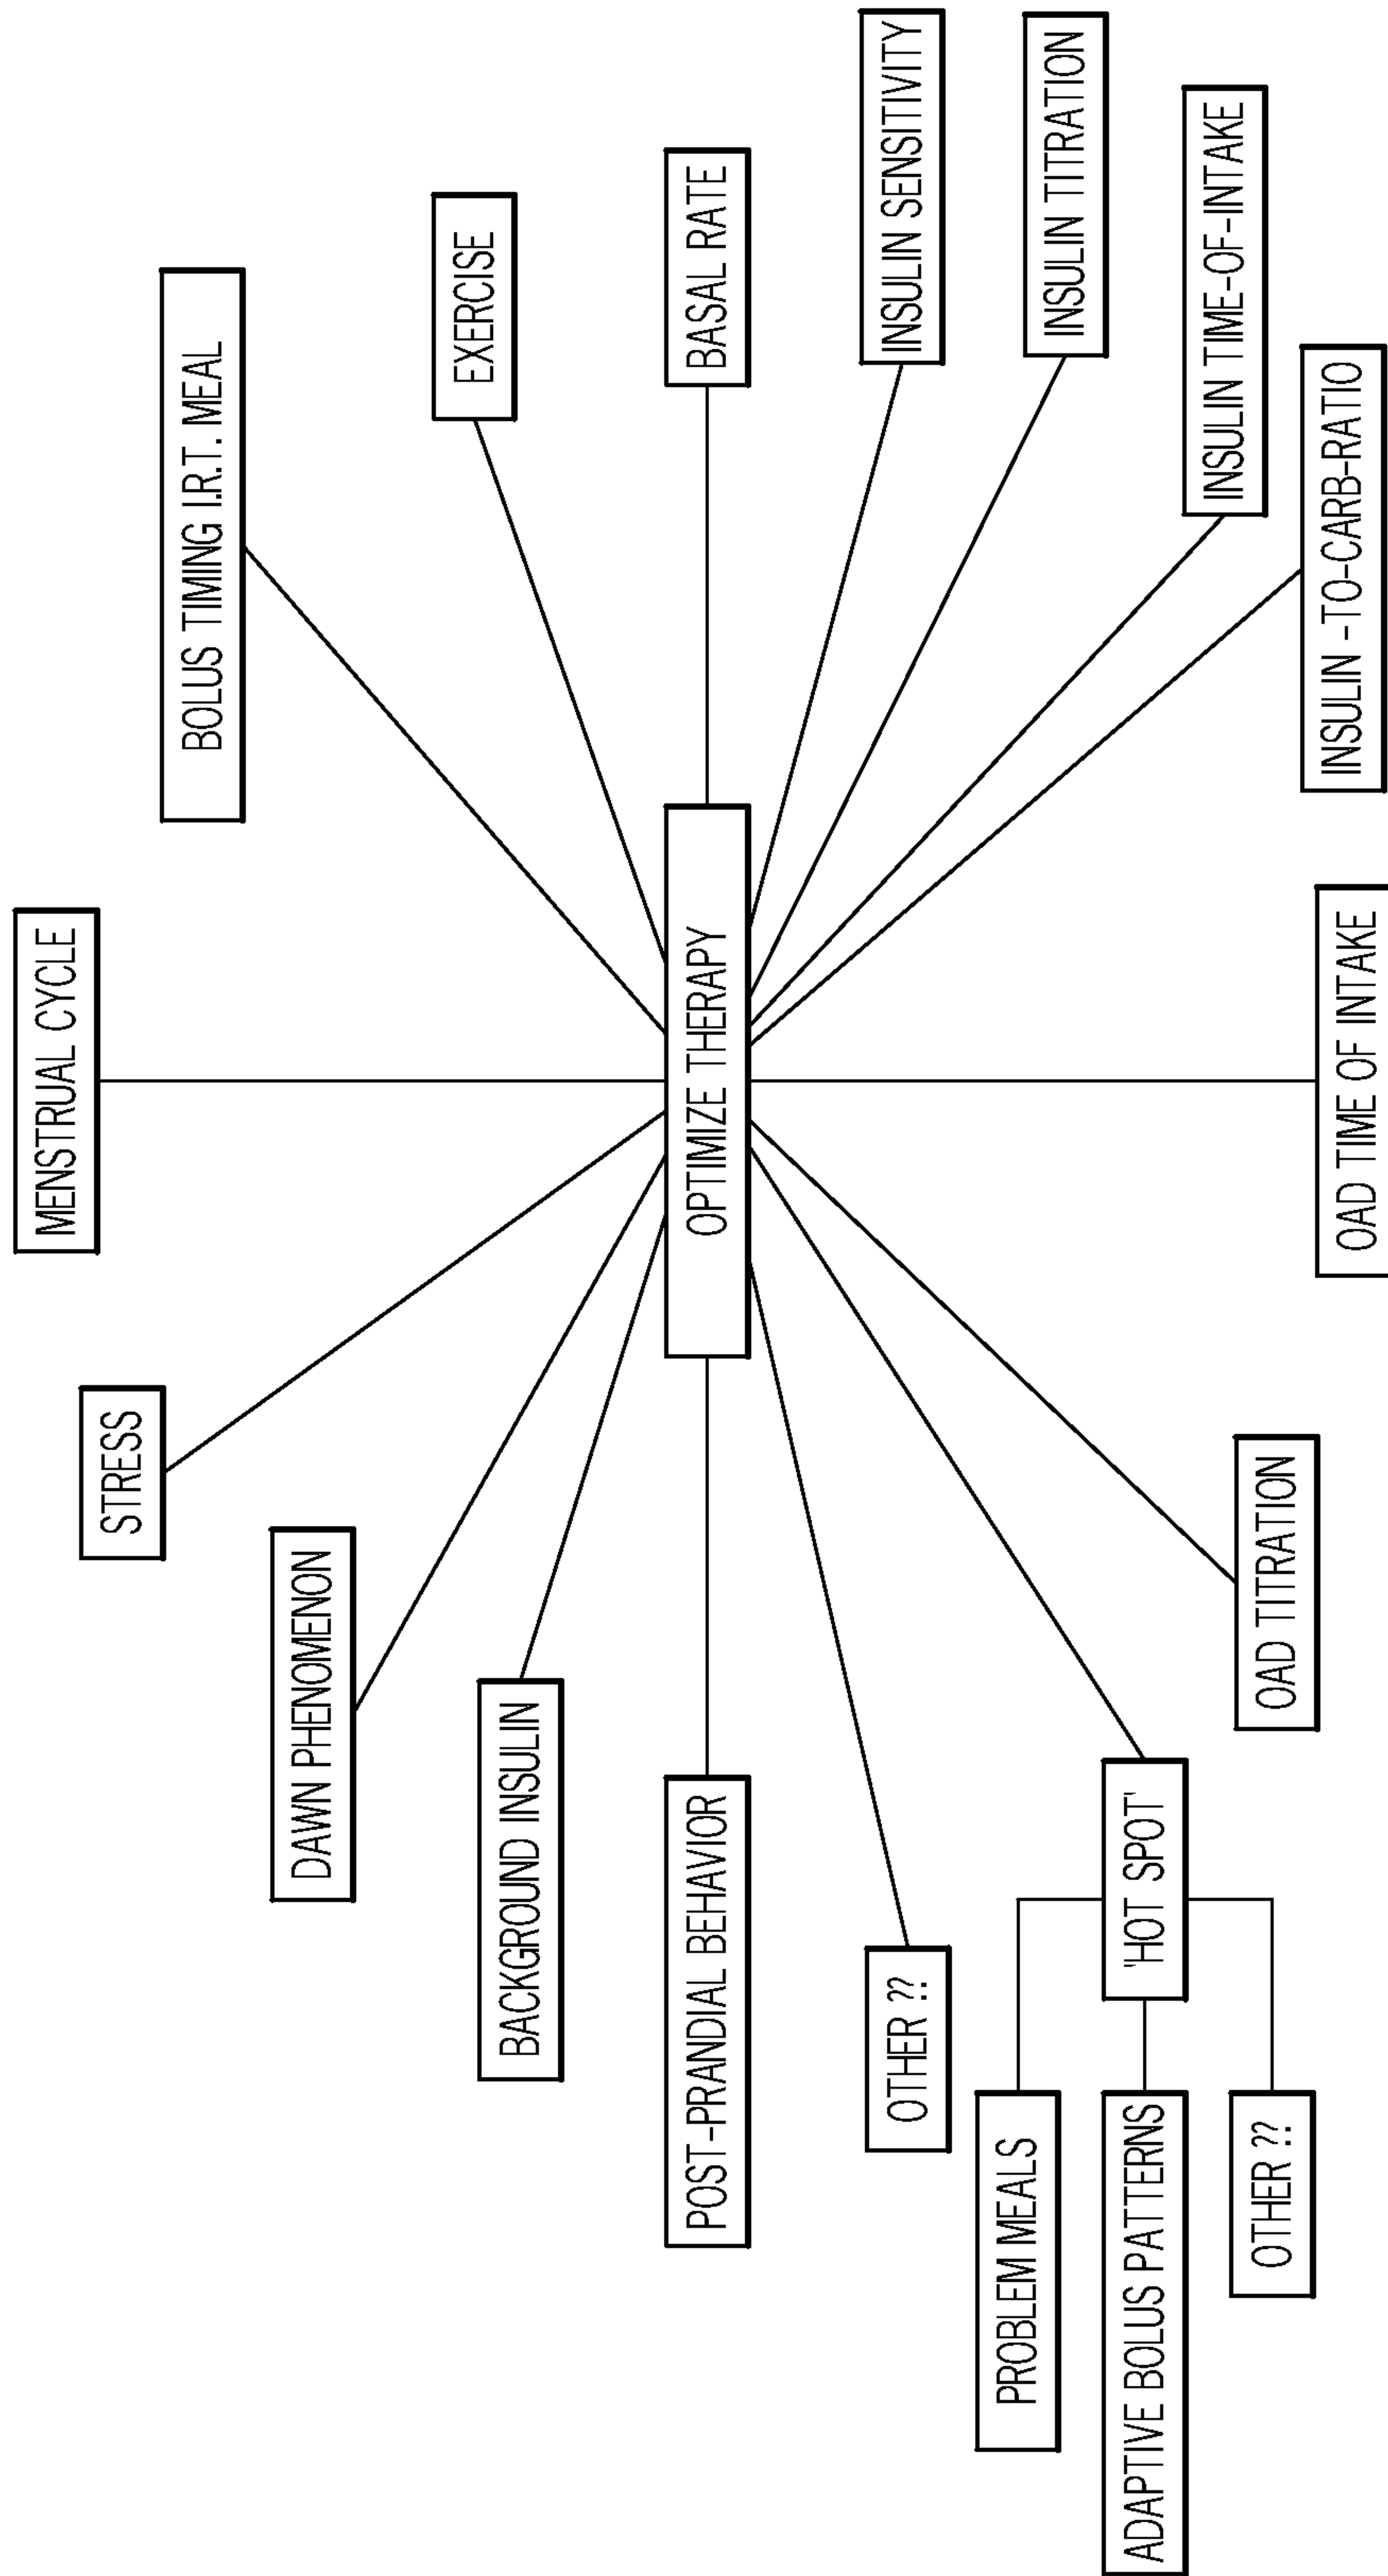 MENSTRUAL CYCLE
STRESS
BOLUS TIMING I.R.T. MEAL
DAWN PHENOMENON
EXERCISE
BACKGROUND INSULIN
POST-PRANDIAL BEHAVIOR
OPTIMIZE THERAPY
BASAL RATE
OTHER ??
INSULIN SENSITIVITY
PROBLEM MEALS
INSULIN TITRATION
ADAPTIVE BOLUS PATTERNS
'HOT SPOT'
INSULIN TIME-OF-INTAKE
OTHER ??
OAD TITRATION
INSULIN -TO-CARB-RATIO
OAD TIME OF INTAKE